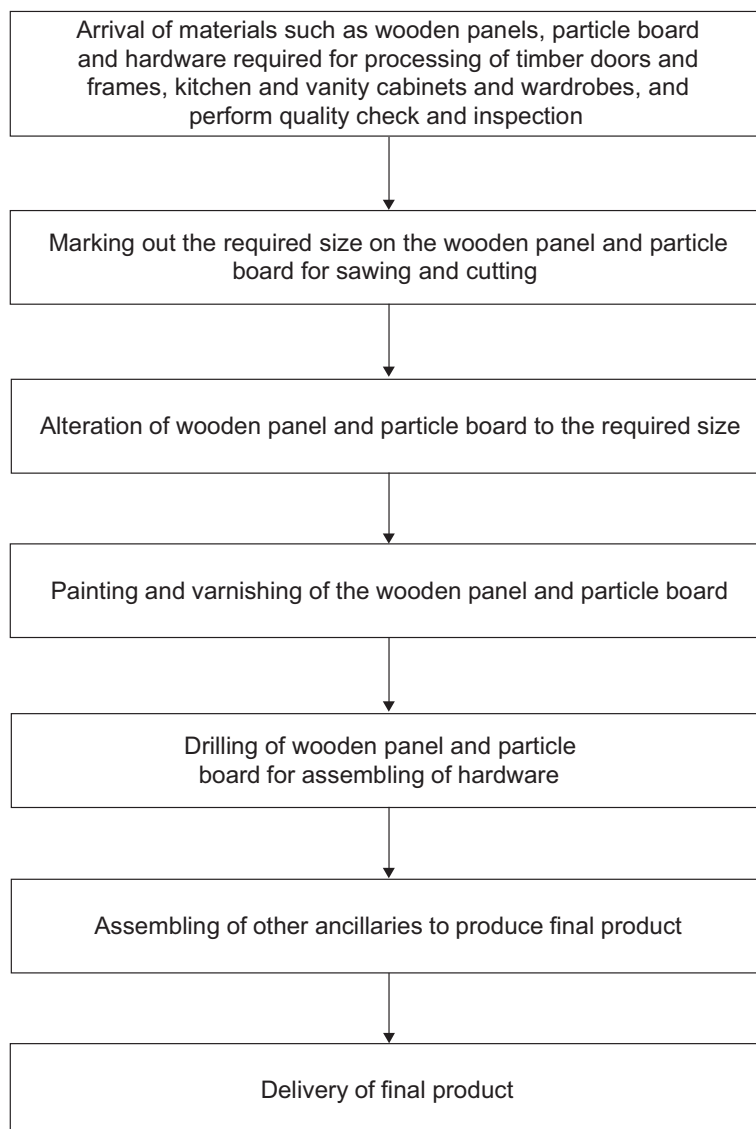 Arrival of materials such as wooden panels, particle board
and hardware required for processing of timber doors and
frames, kitchen and vanity cabinets and wardrobes, and
perform quality check and inspection
Marking out the required size on the wooden panel and particle
board for sawing and cutting
Alteration of wooden panel and particle board to the required size
Painting and varnishing of the wooden panel and particle board
Drilling of wooden panel and particle
board for assembling of hardware
Assembling of other ancillaries to produce final product
Delivery of final product